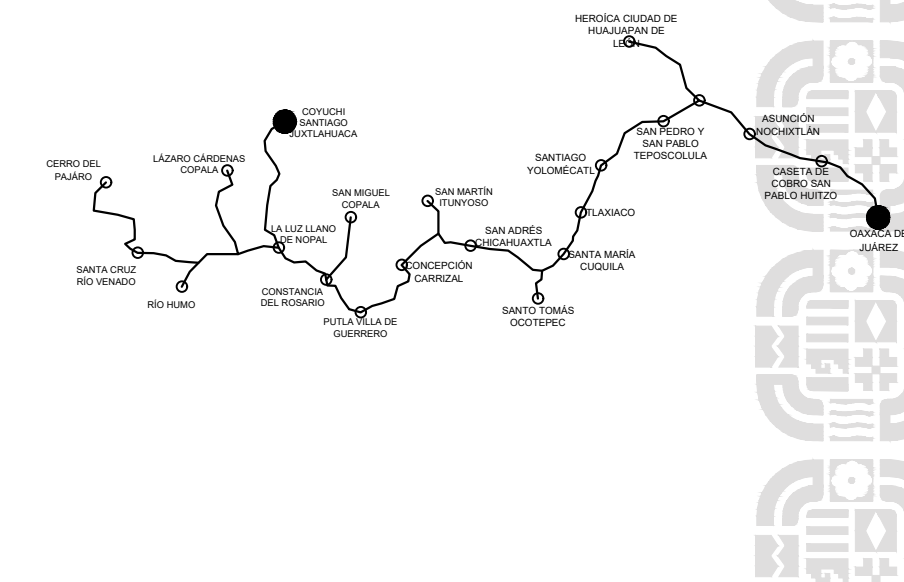 HEROÍCA CIUDAD DE
HUAJUAPAN DE
LEÓN
COYUCHI
SANTIAGO
JUXTLAHUACA
ASUNCIÓN
NOCHIXTLÁN
SAN PEDRO Y
SAN PABLO
TEPOSCOLULA
CERRO DEL
PAJÁRO
LÁZARO CÁRDENAS
COPALA
SANTIAGO
YOLOMÉCATL
CASETA DE
COBRO SAN
PABLO HUITZO
SAN MIGUEL
COPALA
SAN MARTÍN
ITUNYOSO
TLAXIACO
LA LUZ LLANO
DE NOPAL
SAN ADRÉS
CHICAHUAXTLA
OAXACA DE
JUÁREZ
SANTA MARÍA
CUQUILA
SANTA CRUZ
RÍO VENADO
CONCEPCIÓN
CARRIZAL
RÍO HUMO
CONSTANCIA
DEL ROSARIO
SANTO TOMÁS
OCOTEPEC
PUTLA VILLA DE
GUERRERO